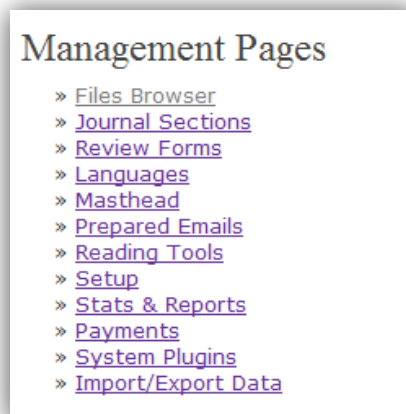 Management Pages
» Files Browser
» Journal Sections
» Review Forms
» Languages
» Masthead
» Prepared Emails
» Reading Tools
» Setup
» Stats & Reports
» Payments
» System Plugins
» Import/Export Data